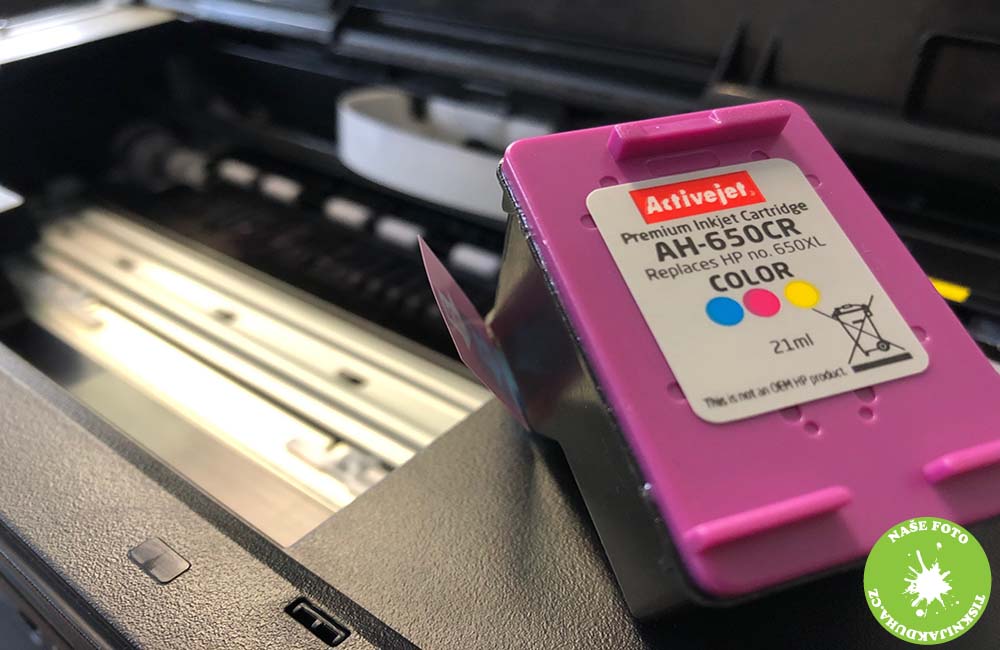 Activejet
Premium Inkjet Cartridge
AH-650CR
Replaces HP no. 650XL
COLOR
21ml
This is not an OEM HP product.
NAŠE FOTO
TISKNIJAKDUHA.CZ